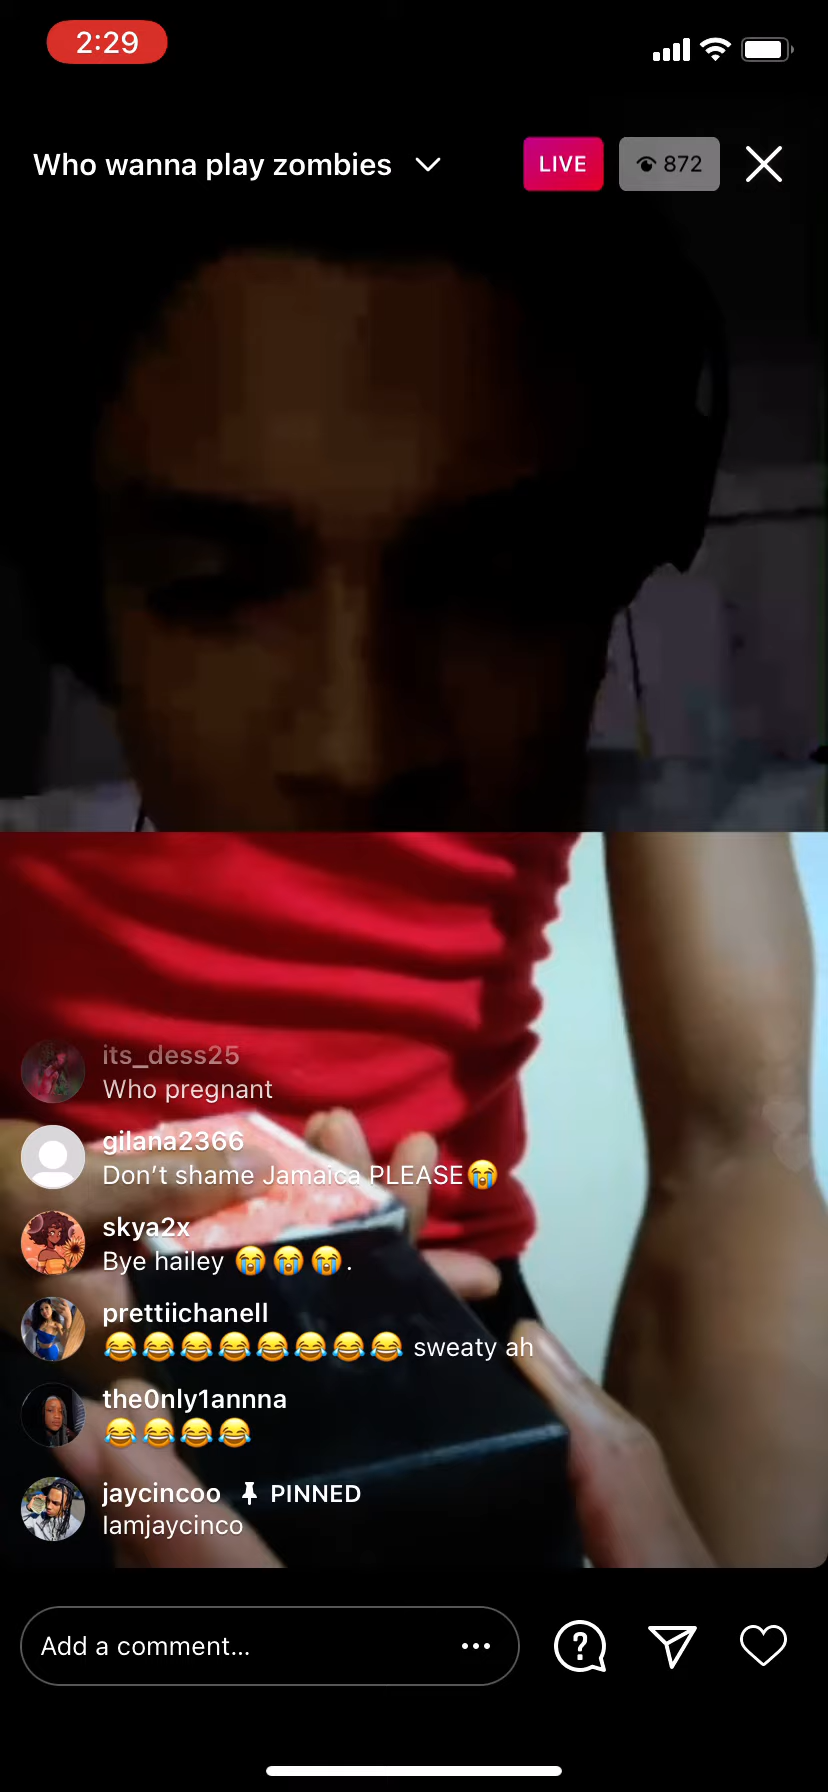 2:29
Who wanna play zombies
LIVE
872
its_dess25
Who pregnant
gilana2366
Don't shame Jamaica PLEASE😭
skya2x
Bye hailey 😭😭😭.
prettiichanell
😂😂😂😂😂😂😂😂 sweaty ah
the0nly1annna
😂😂😂😂
jaycincoo 📌 PINNED
Iamjaycinco
Add a comment...